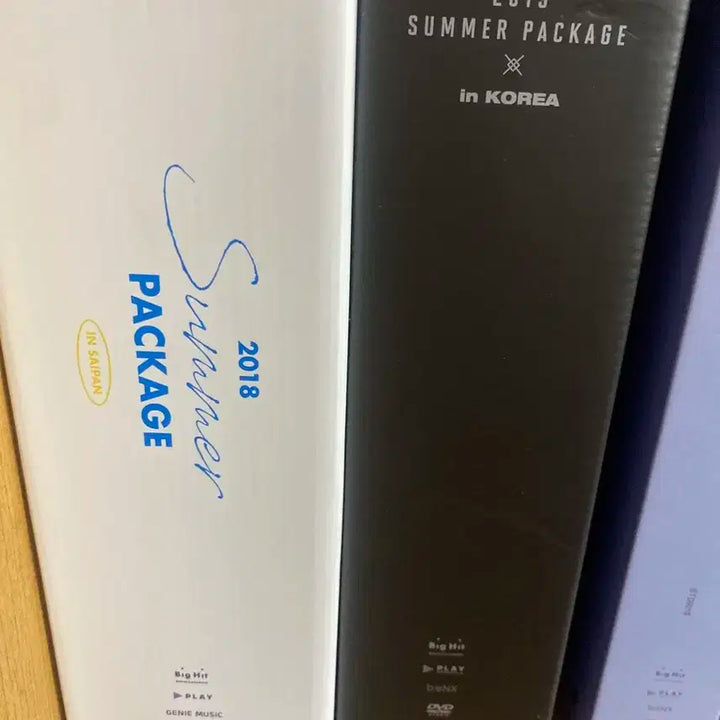 2018
Summer
PACKAGE
IN SAIPAN
Big Hit
PLAY
GENIE MUSIC
2019
SUMMER PACKAGE
in KOREA
Big Hit
PLAY
beNX
DVD
Big Hit
PLAY